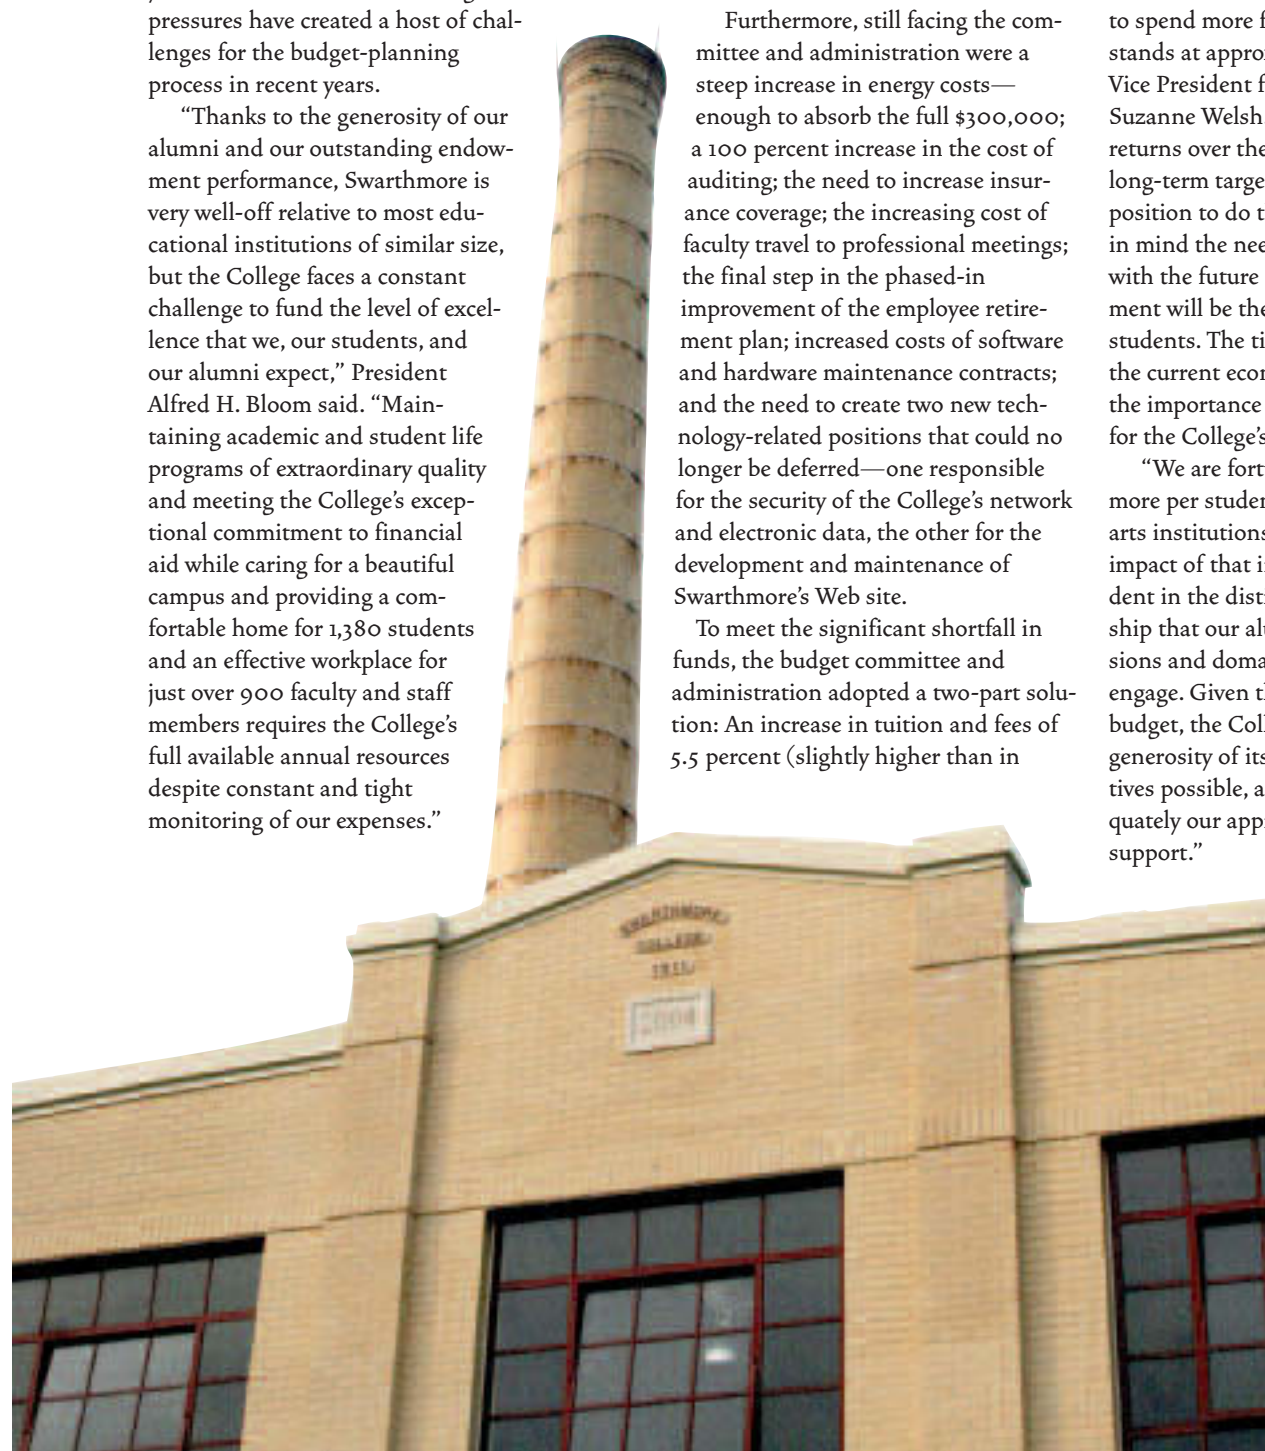 pressures have created a host of chal-
lenges for the budget-planning
process in recent years.
“Thanks to the generosity of our
alumni and our outstanding endow-
ment performance, Swarthmore is
very well-off relative to most edu-
cational institutions of similar size,
but the College faces a constant
challenge to fund the level of excel-
lence that we, our students, and
our alumni expect,” President
Alfred H. Bloom said. “Main-
taining academic and student life
programs of extraordinary quality
and meeting the College’s excep-
tional commitment to financial
aid while caring for a beautiful
campus and providing a com-
fortable home for 1,380 students
and an effective workplace for
just over 900 faculty and staff
members requires the College’s
full available annual resources
despite constant and tight
monitoring of our expenses.”
Furthermore, still facing the com-
mittee and administration were a
steep increase in energy costs—
enough to absorb the full $300,000;
a 100 percent increase in the cost of
auditing; the need to increase insur-
ance coverage; the increasing cost of
faculty travel to professional meetings;
the final step in the phased-in
improvement of the employee retire-
ment plan; increased costs of software
and hardware maintenance contracts;
and the need to create two new tech-
nology-related positions that could no
longer be deferred—one responsible
for the security of the College’s network
and electronic data, the other for the
development and maintenance of
Swarthmore’s Web site.
To meet the significant shortfall in
funds, the budget committee and
administration adopted a two-part solu-
tion: An increase in tuition and fees of
5.5 percent (slightly higher than in
to spend more
stands at
Vice President
Suzanne Welsh
returns over the
long-term
position to do
in mind the
with the future
ment will be the
students. The
the current
the importance
for the College’s
“We are
more per
arts institutions
impact of that
dent in the
ship that our
sions and
engage. Given
budget, the
generosity of its
tives possible,
quately our
support.”
SWARTHMORE
COLLEGE
1911